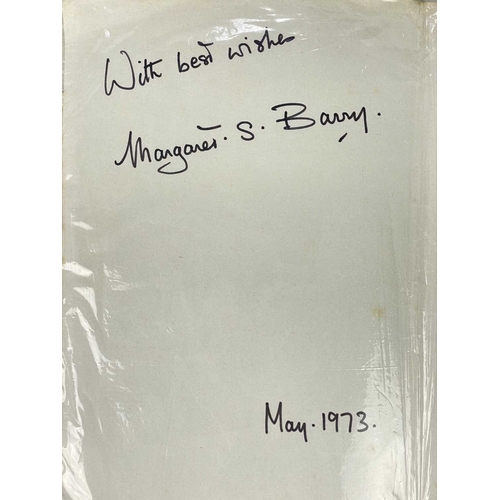 With best wishes
Margaret. S. Barry.
May. 1973.